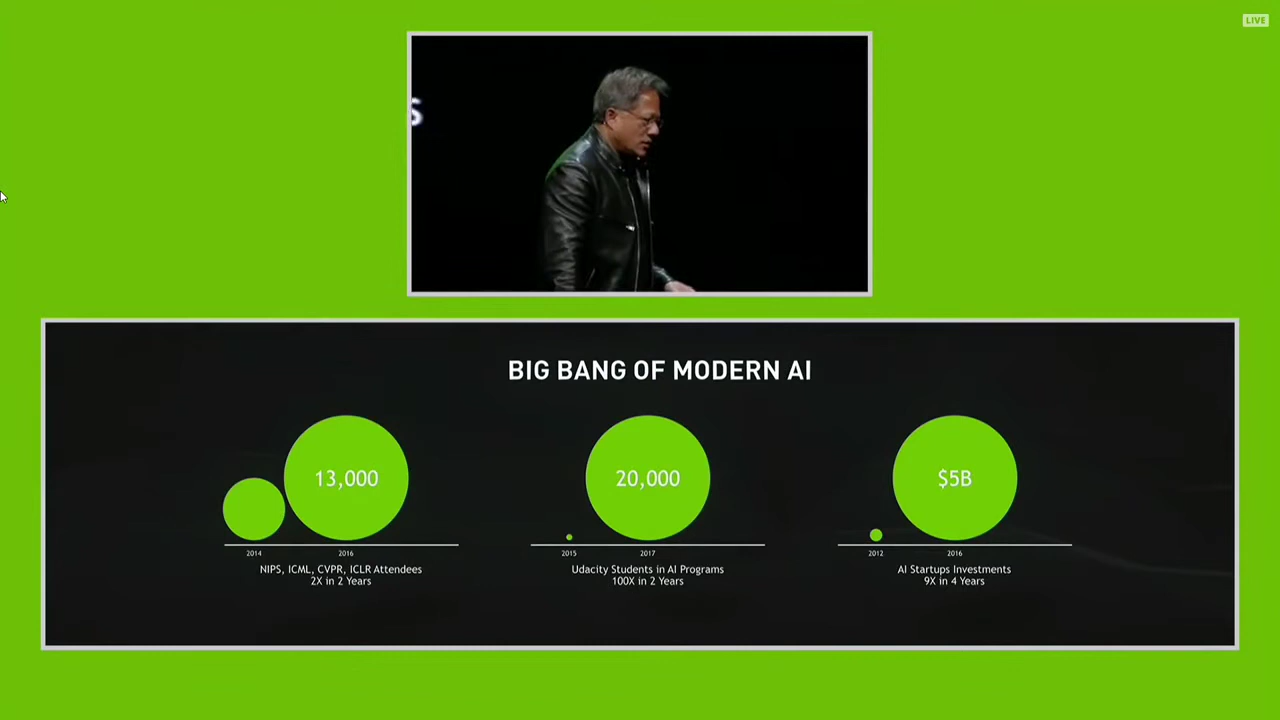 LIVE
S
BIG BANG OF MODERN AI
13,000
20,000
$5B
2014
2016
2015
2017
2012
2016
NIPS, ICML, CVPR, ICLR Attendees
2X in 2 Years
Udacity Students in AI Programs
100X in 2 Years
AI Startups Investments
9X in 4 Years